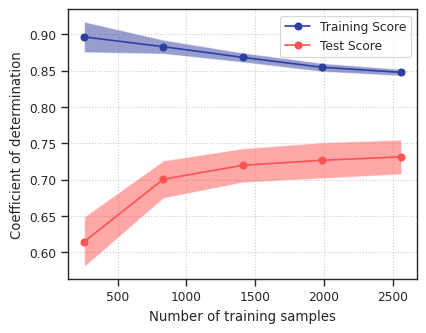 Training Score
Test Score
0.90
0.85
0.80
0.75
0.70
0.65
0.60
Coefficient of determination
500 1000 1500 2000 2500
Number of training samples